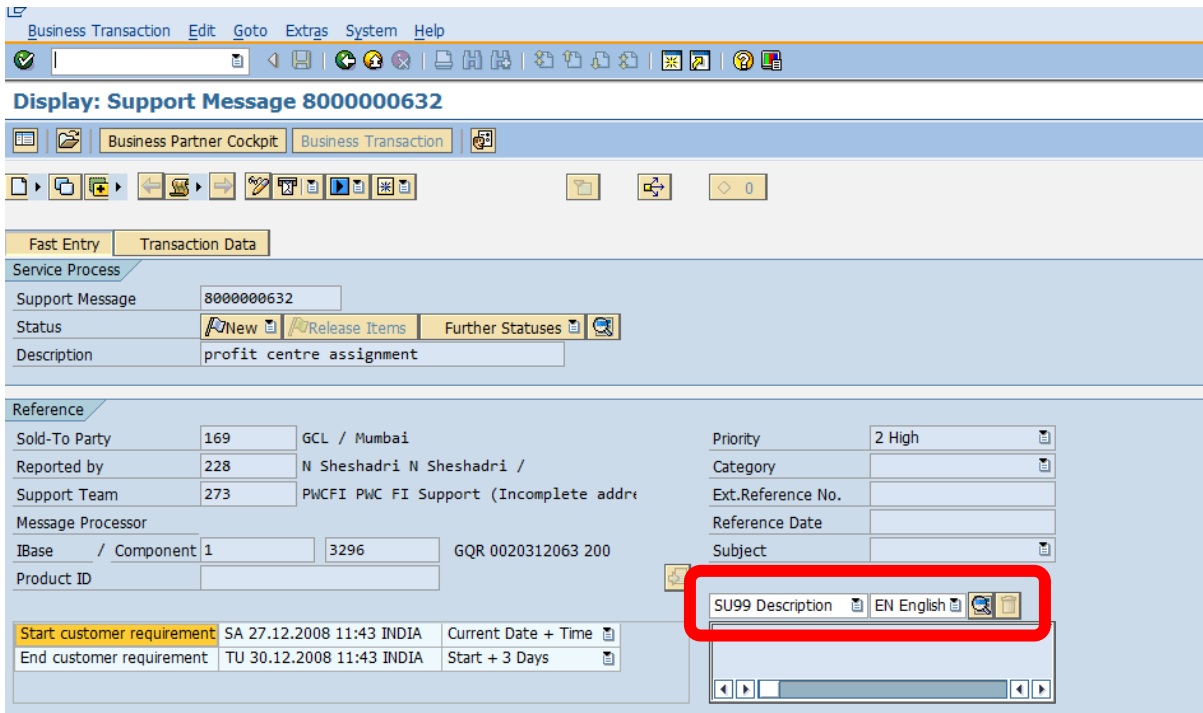 Business Transaction Edit Goto Extras System Help
Display: Support Message 8000000632
Business Partner Cockpit Business Transaction
0
Fast Entry Transaction Data
Service Process
Support Message 8000000632
Status New Release Items Further Statuses
Description profit centre assignment
Reference
Sold-To Party 169 GCL / Mumbai Priority 2 High
Reported by 228 N Sheshadri N Sheshadri / Category
Support Team 273 PWCFI PWC FI Support (Incomplete addre Ext.Reference No.
Message Processor Reference Date
IBase / Component 1 3296 GQR 0020312063 200 Subject
Product ID
SU99 Description EN English
Start customer requirement SA 27.12.2008 11:43 INDIA Current Date + Time
End customer requirement TU 30.12.2008 11:43 INDIA Start + 3 Days